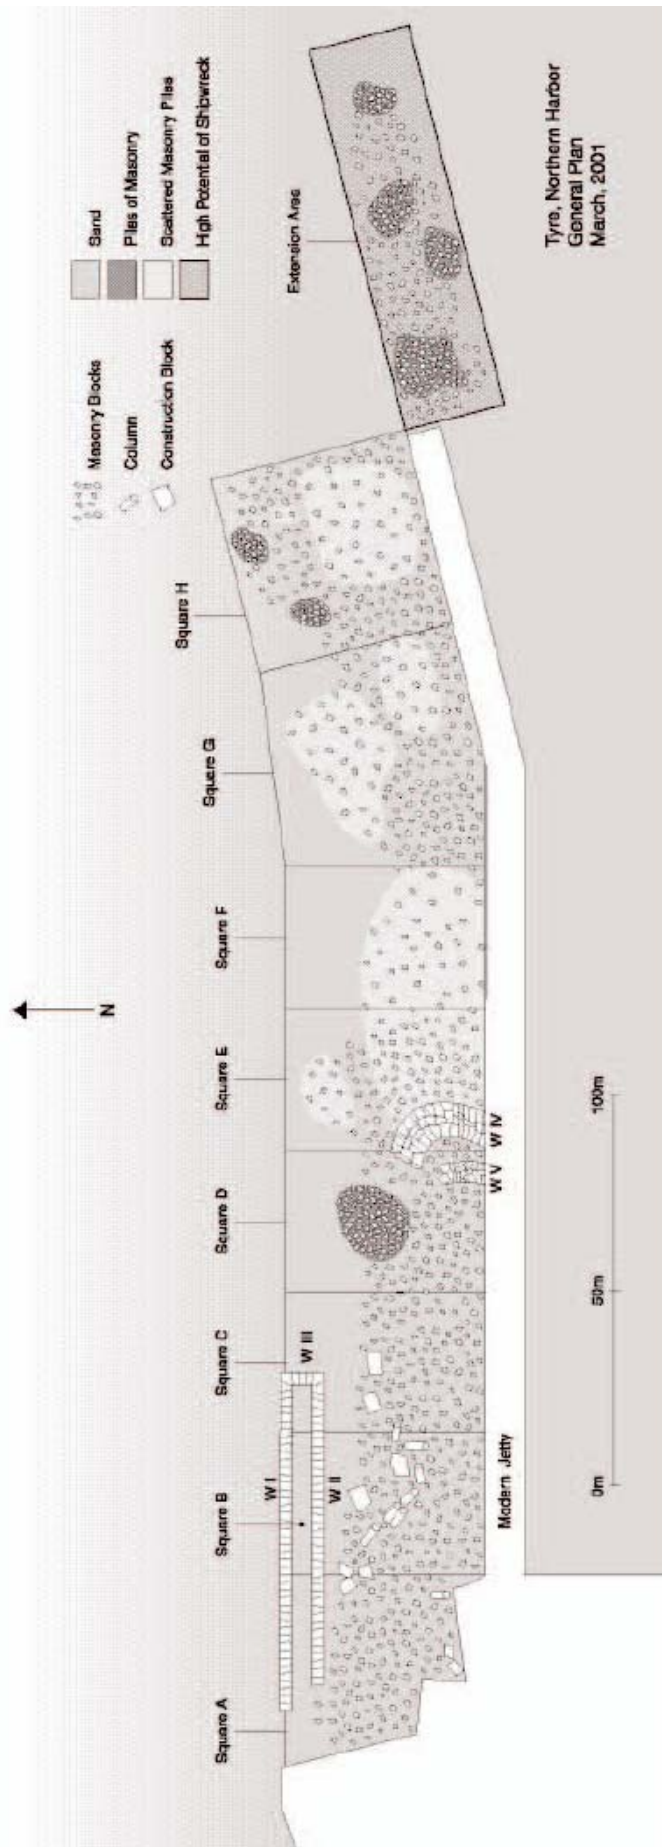 Sand
Piles of Masonry
Scattered Masonry Piles
High Potential of Shipwreck
Masonry Blocks
Column
Construction Block
N
Extension Area
Square H
Square G
Square F
Square E
Square D
Square C
Square B
Square A
W I
W II
W III
W IV
W V
Modern Jetty
0m
50m
100m
Tyre, Northern Harbor
General Plan
March, 2001